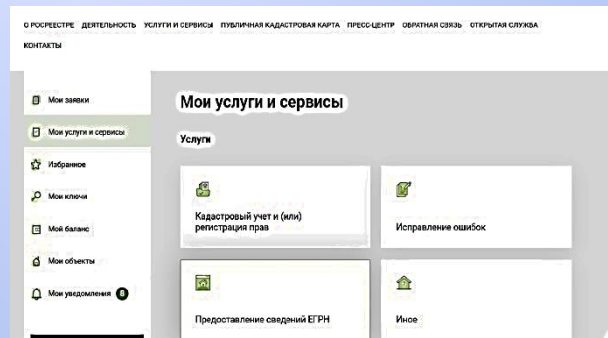 О РОСРЕЕСТРЕ ДЕЯТЕЛЬНОСТЬ УСЛУГИ И СЕРВИСЫ ПУБЛИЧНАЯ КАДАСТРОВАЯ КАРТА ПРЕСС-ЦЕНТР ОБРАТНАЯ СВЯЗЬ ОТКРЫТАЯ СЛУЖБА
КОНТАКТЫ
Мои заявки
Мои услуги и сервисы
Избранное
Мои ключи
Мой баланс
Мои объекты
Мои уведомления 8
Мои услуги и сервисы
Услуги
Кадастровый учет и (или)
регистрация прав
Исправление ошибок
Предоставление сведений ЕГРН
Иное